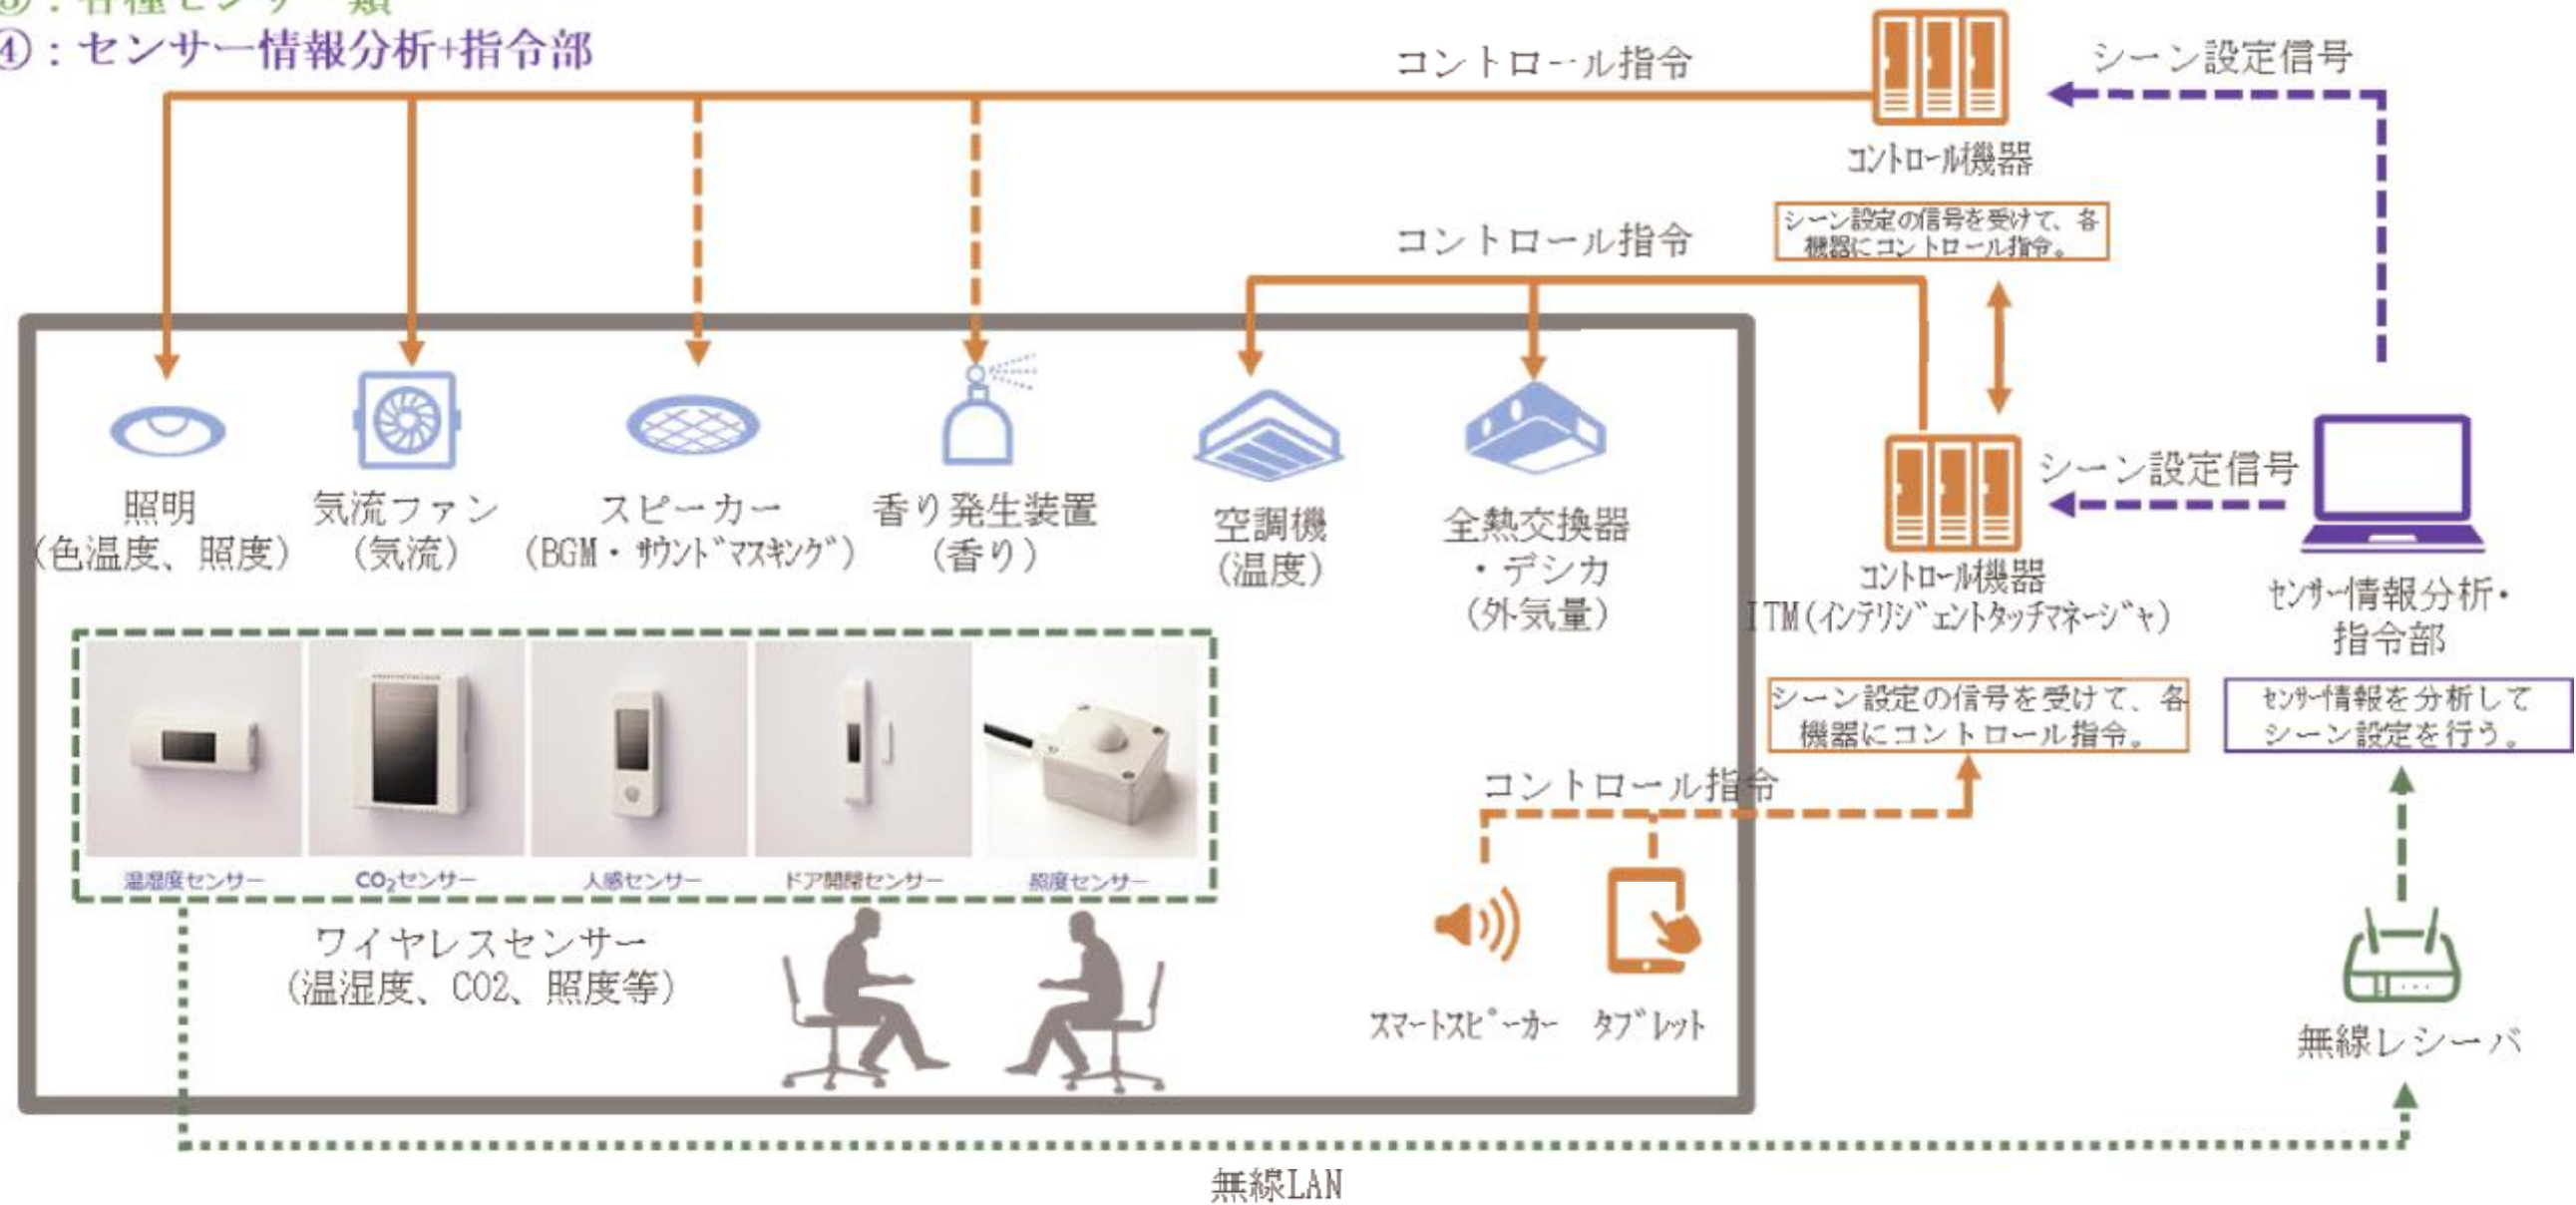 ③：各種センサー類
④：センサー情報分析+指令部
コントロール指令
シーン設定信号
コントロール機器
シーン設定の信号を受けて、各
機器にコントロール指令。
コントロール指令
照明
(色温度、照度)
気流ファン
(気流)
スピーカー
(BGM・サウンドマスキング)
香り発生装置
(香り)
空調機
(温度)
全熱交換器
・デシカ
(外気量)
シーン設定信号
コントロール機器
ITM(インテリジェントタッチマネージャ)
シーン設定の信号を受けて、各
機器にコントロール指令。
センサー情報分析・
指令部
センサー情報を分析して
シーン設定を行う。
温湿度センサー
CO₂センサー
人感センサー
ドア開閉センサー
照度センサー
ワイヤレスセンサー
(温湿度、CO2、照度等)
コントロール指令
スマートスピーカー
タブレット
無線レシーバ
無線LAN